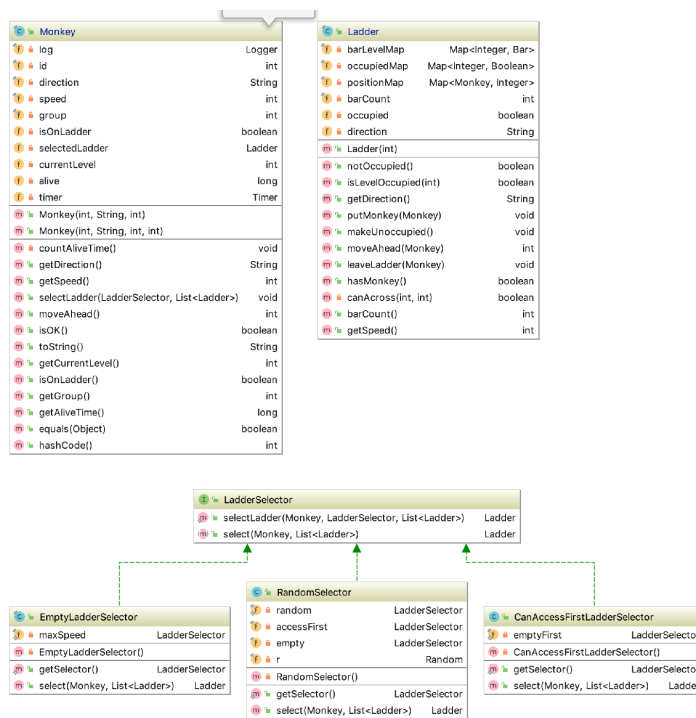 Monkey
log Logger
id int
direction String
speed int
group int
isOnLadder boolean
selectedLadder Ladder
currentLevel int
alive long
timer Timer
Monkey(int, String, int)
Monkey(int, String, int, int)
countAliveTime() void
getDirection() String
getSpeed() int
selectLadder(LadderSelector, List<Ladder>) void
moveAhead() int
isOK() boolean
toString() String
getCurrentLevel() int
isOnLadder() boolean
getGroup() int
getAliveTime() long
equals(Object) boolean
hashCode() int
Ladder
barLevelMap Map<Integer, Bar>
occupiedMap Map<Integer, Boolean>
positionMap Map<Monkey, Integer>
barCount int
occupied boolean
direction String
Ladder(int)
notOccupied() boolean
isLevelOccupied(int) boolean
getDirection() String
putMonkey(Monkey) void
makeUnoccupied() void
moveAhead(Monkey) int
leaveLadder(Monkey) void
hasMonkey() boolean
canAcross(int, int) boolean
barCount() int
getSpeed() int
LadderSelector
selectLadder(Monkey, LadderSelector, List<Ladder>) Ladder
select(Monkey, List<Ladder>) Ladder
EmptyLadderSelector
maxSpeed LadderSelector
EmptyLadderSelector()
getSelector() LadderSelector
select(Monkey, List<Ladder>) Ladder
RandomSelector
random LadderSelector
accessFirst LadderSelector
empty LadderSelector
r Random
RandomSelector()
getSelector() LadderSelector
select(Monkey, List<Ladder>) Ladder
CanAccessFirstLadderSelector
emptyFirst LadderSelecto
CanAccessFirstLadderSelector()
getSelector() LadderSelecto
select(Monkey, List<Ladder>) Ladde